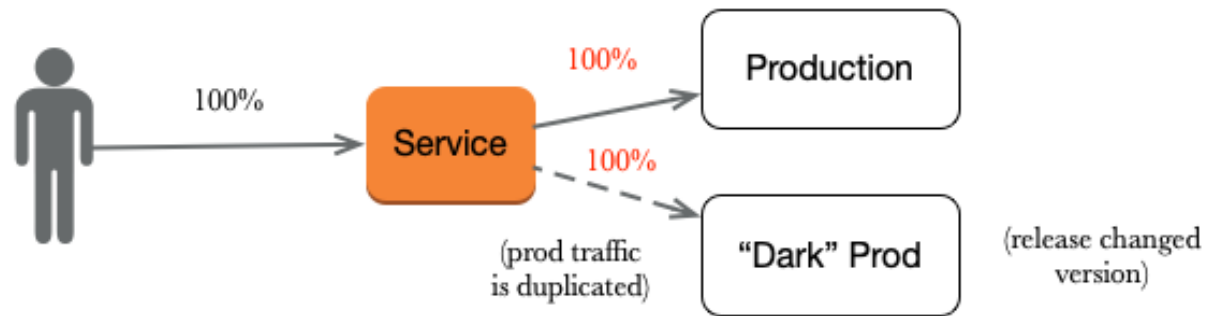 100%
Service
100%
Production
100%
(prod traffic
is duplicated)
“Dark” Prod
(release changed
version)